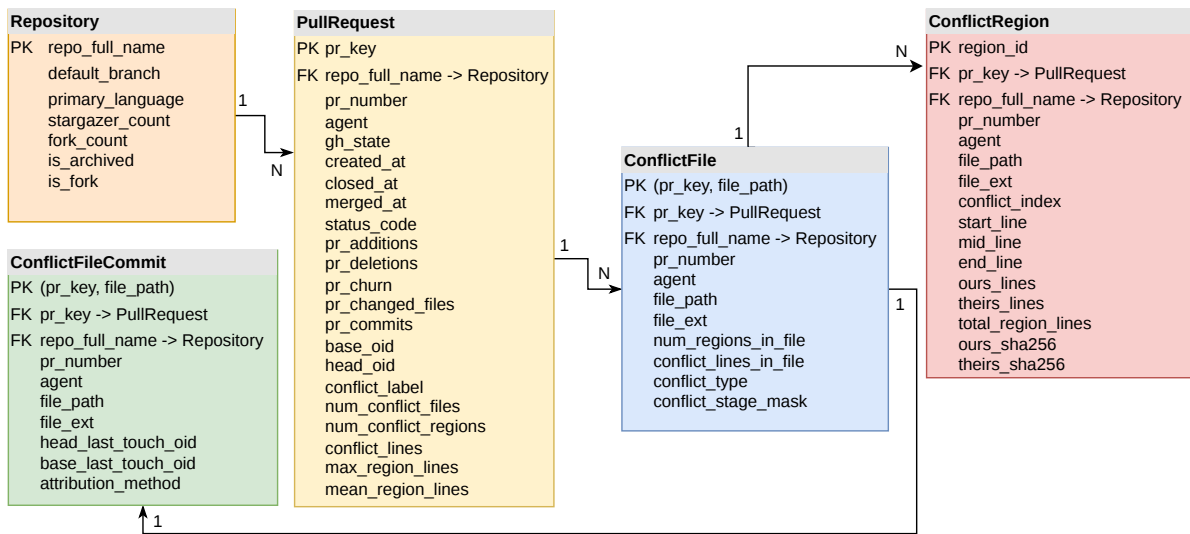 Repository
PK repo_full_name
default_branch
primary_language
stargazer_count
fork_count
is_archived
is_fork
1
N
PullRequest
PK pr_key
FK repo_full_name -> Repository
pr_number
agent
gh_state
created_at
closed_at
merged_at
status_code
pr_additions
pr_deletions
pr_churn
pr_changed_files
pr_commits
base_oid
head_oid
conflict_label
num_conflict_files
num_conflict_regions
conflict_lines
max_region_lines
mean_region_lines
1
N
ConflictFile
PK (pr_key, file_path)
FK pr_key -> PullRequest
FK repo_full_name -> Repository
pr_number
agent
file_path
file_ext
num_regions_in_file
conflict_lines_in_file
conflict_type
conflict_stage_mask
1
N
ConflictRegion
PK region_id
FK pr_key -> PullRequest
FK repo_full_name -> Repository
pr_number
agent
file_path
file_ext
conflict_index
start_line
mid_line
end_line
ours_lines
theirs_lines
total_region_lines
ours_sha256
theirs_sha256
1
1
ConflictFileCommit
PK (pr_key, file_path)
FK pr_key -> PullRequest
FK repo_full_name -> Repository
pr_number
agent
file_path
file_ext
head_last_touch_oid
base_last_touch_oid
attribution_method